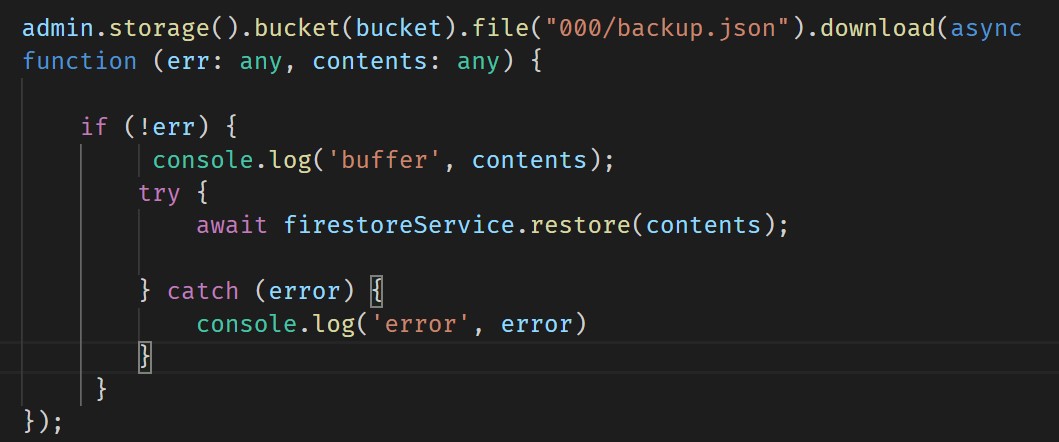 admin.storage().bucket(bucket).file("000/backup.json").download(async
function (err: any, contents: any) {
if (!err) {
console.log('buffer', contents);
try {
await firestoreService.restore(contents);
} catch (error) {
console.log('error', error)
}
}
});